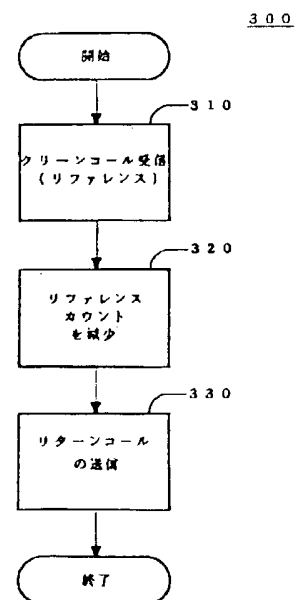 ３００
開始
３１０
クリーンコール受信
(リファレンス)
３２０
リファレンス
カウント
を減少
３３０
リターンコール
の送信
終了